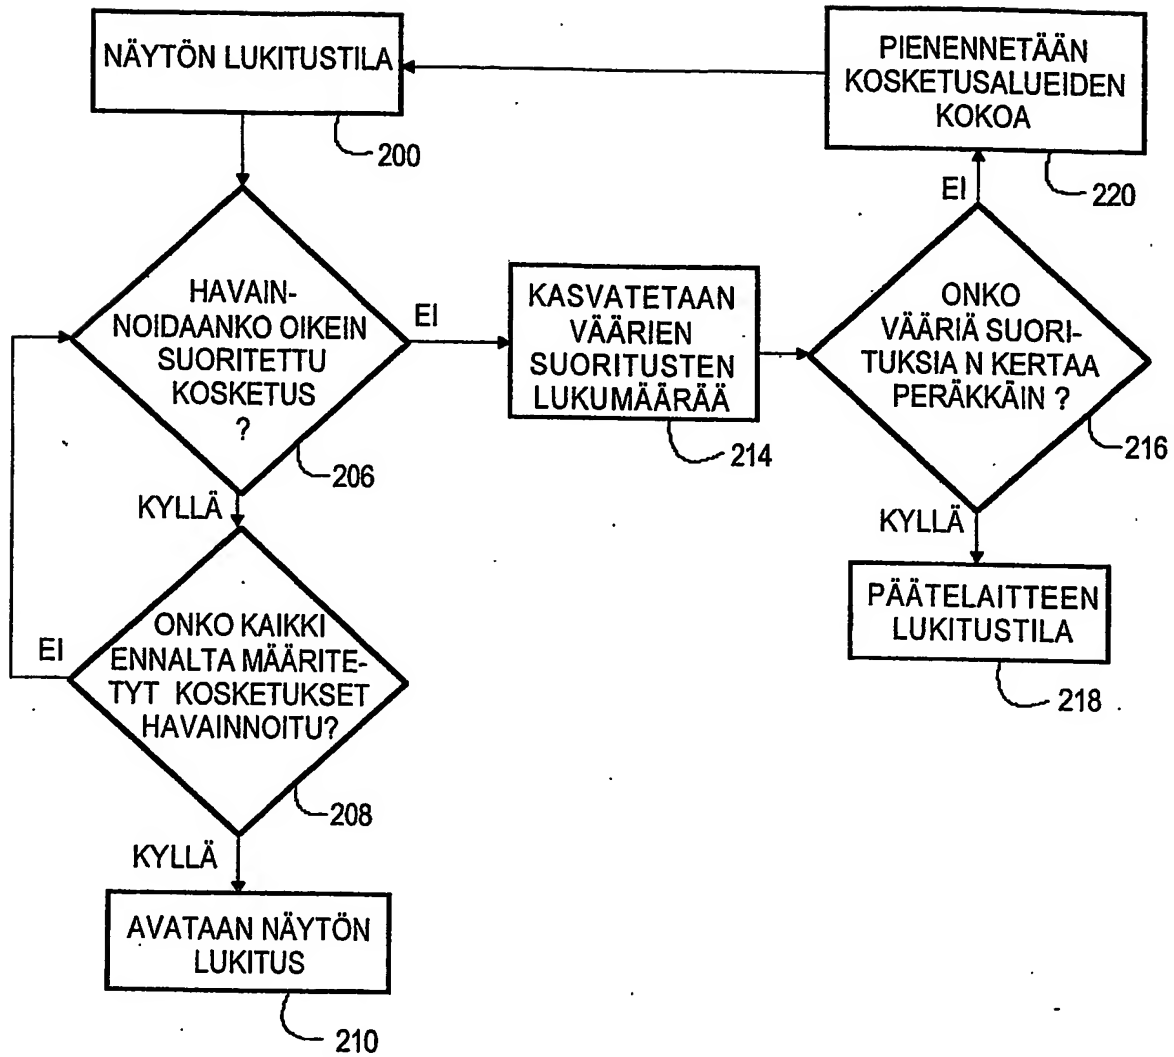 NÄYTÖN LUKITUSTILA
200
PIENENNETÄÄN
KOSKETUSALUEIDEN
KOKOA
220
EI
HAVAIN-
NOIDAANKO OIKEIN
SUORITETTU
KOSKETUS
?
206
EI
KASVATETAAN
VÄÄRIEN
SUORITUSTEN
LUKUMÄÄRÄÄ
214
ONKO
VÄÄRIÄ SUORI-
TUKSIA N KERTAA
PERÄKKÄIN ?
216
KYLLÄ
KYLLÄ
PÄÄTELAITTEEN
LUKITUSTILA
218
EI
ONKO KAIKKI
ENNALTA MÄÄRITE-
TYT KOSKETUKSET
HAVAINNOITU?
208
KYLLÄ
AVATAAN NÄYTÖN
LUKITUS
210